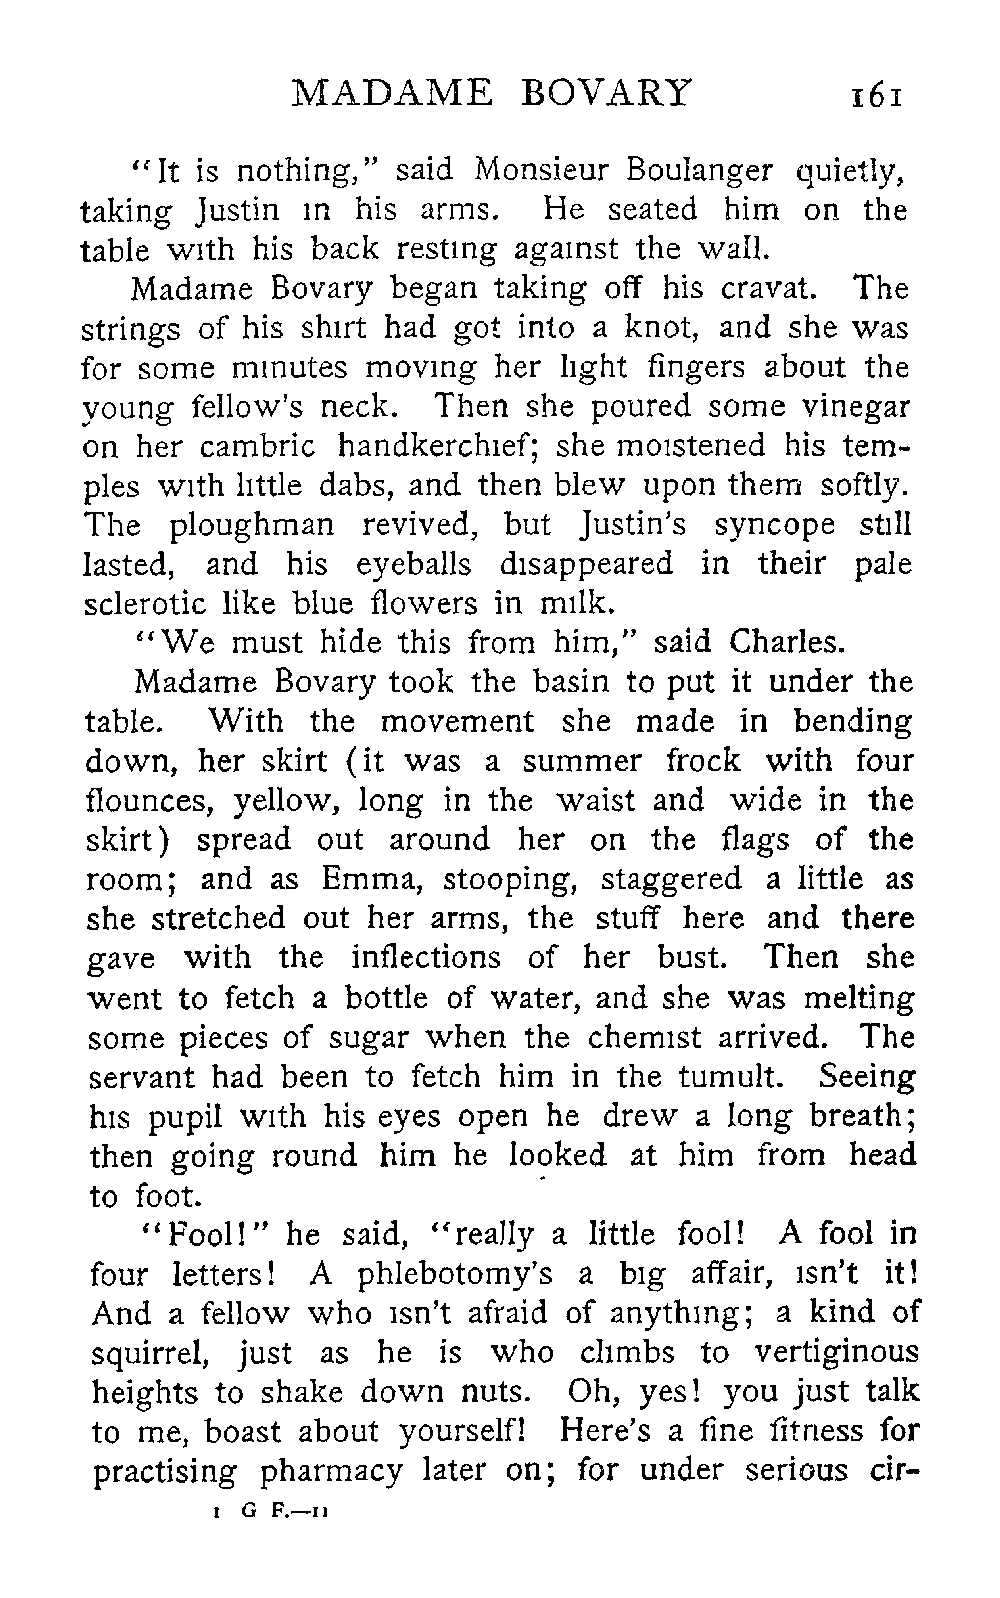 MADAME BOVARY 161
"It is nothing," said Monsieur Boulanger quietly,
taking Justin in his arms. He seated him on the
table with his back resting against the wall.
Madame Bovary began taking off his cravat. The
strings of his shirt had got into a knot, and she was
for some minutes moving her light fingers about the
young fellow's neck. Then she poured some vinegar
on her cambric handkerchief; she moistened his tem-
ples with little dabs, and then blew upon them softly.
The ploughman revived, but Justin's syncope still
lasted, and his eyeballs disappeared in their pale
sclerotic like blue flowers in milk.
"We must hide this from him," said Charles.
Madame Bovary took the basin to put it under the
table. With the movement she made in bending
down, her skirt (it was a summer frock with four
flounces, yellow, long in the waist and wide in the
skirt) spread out around her on the flags of the
room; and as Emma, stooping, staggered a little as
she stretched out her arms, the stuff here and there
gave with the inflections of her bust. Then she
went to fetch a bottle of water, and she was melting
some pieces of sugar when the chemist arrived. The
servant had been to fetch him in the tumult. Seeing
his pupil with his eyes open he drew a long breath;
then going round him he looked at him from head
to foot.
"Fool!" he said, "really a little fool! A fool in
four letters! A phlebotomy's a big affair, isn't it!
And a fellow who isn't afraid of anything; a kind of
squirrel, just as he is who climbs to vertiginous
heights to shake down nuts. Oh, yes! you just talk
to me, boast about yourself! Here's a fine fitness for
practising pharmacy later on; for under serious cir-
1 G F.—11